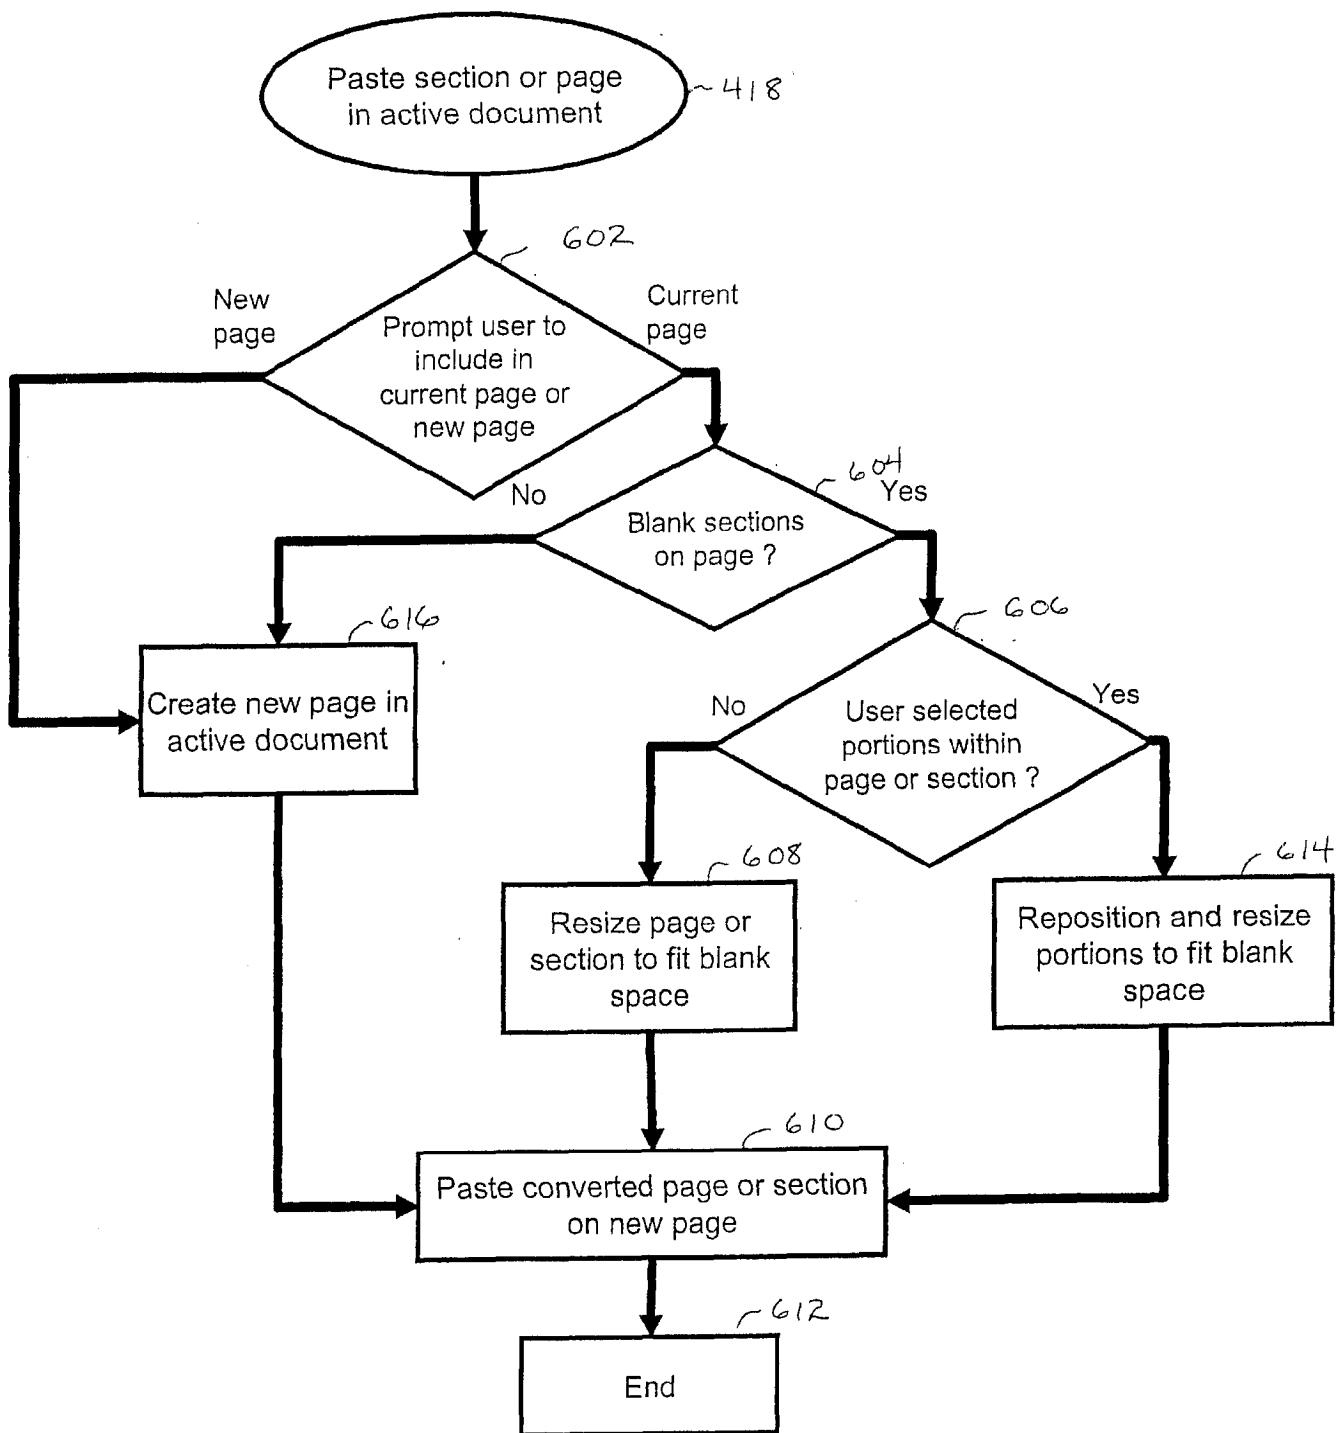 Paste section or page
in active document
418
602
New
page
Current
page
Prompt user to
include in
current page or
new page
604
No
Yes
Blank sections
on page ?
616
606
Create new page in
active document
No
Yes
User selected
portions within
page or section ?
608
614
Resize page or
section to fit blank
space
Reposition and resize
portions to fit blank
space
610
Paste converted page or section
on new page
612
End